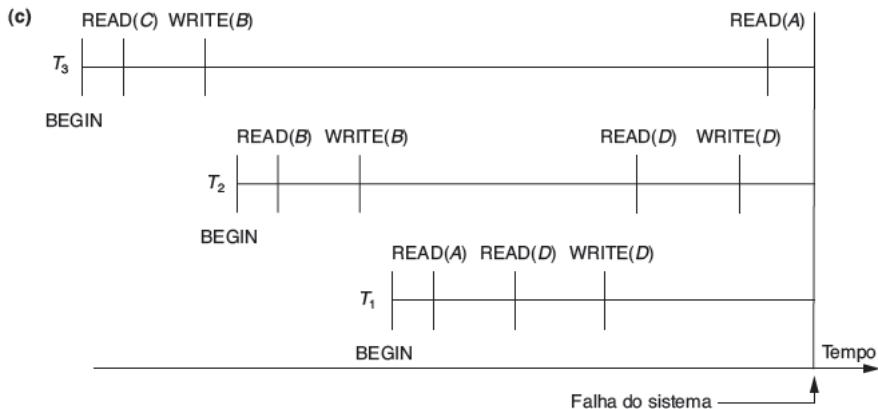 (c) READ(C) WRITE(B) READ(A)
T3
BEGIN
READ(B) WRITE(B) READ(D) WRITE(D)
T2
BEGIN
READ(A) READ(D) WRITE(D)
T1
BEGIN
Tempo
Falha do sistema